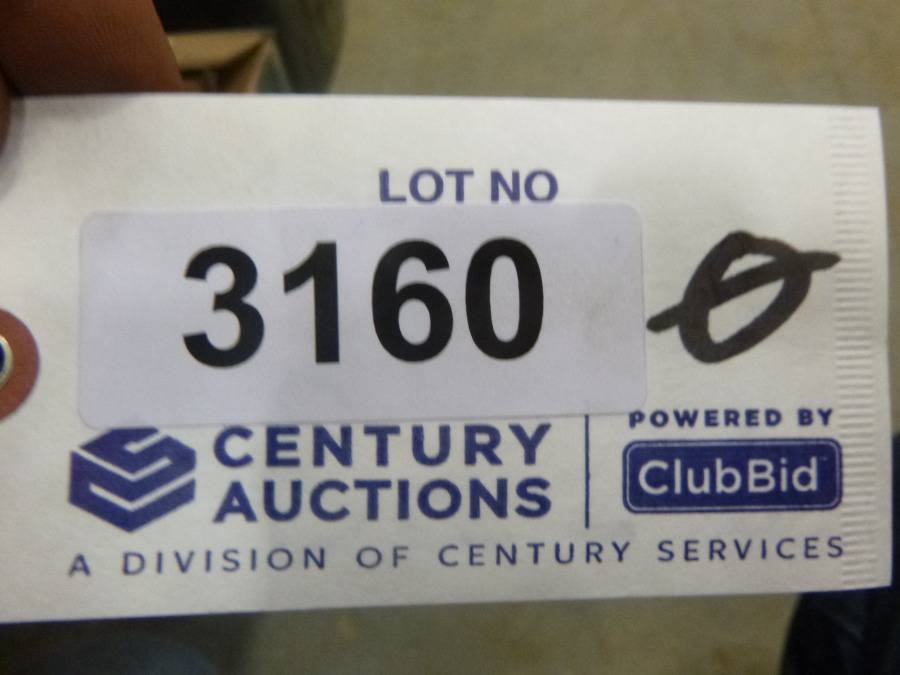 LOT NO
3160 0
CENTURY
AUCTIONS
POWERED BY
ClubBid
A DIVISION OF CENTURY SERVICES